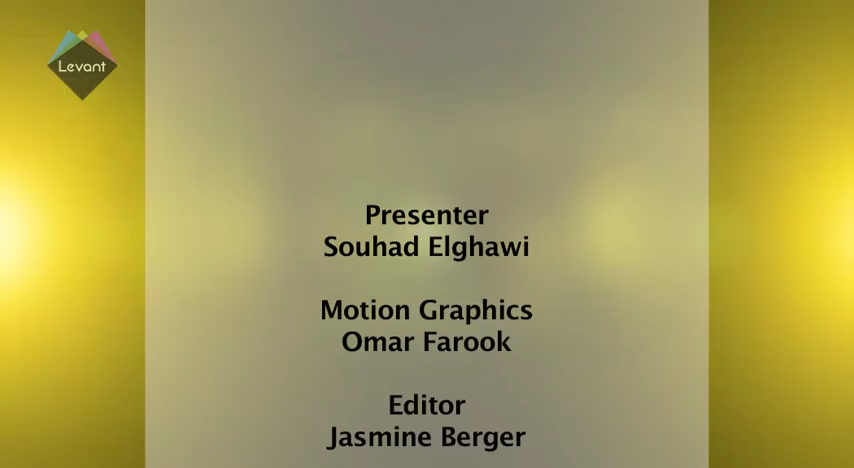 Levant
Presenter
Souhad Elghawi
Motion Graphics
Omar Farook
Editor
Jasmine Berger